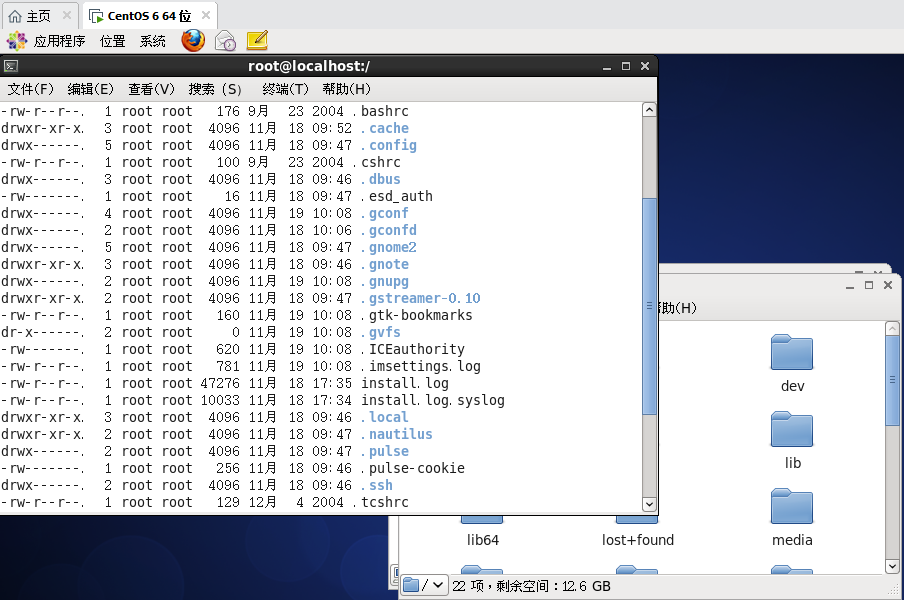 主页 × CentOS 6 64 位 ×
应用程序 位置 系统
root@localhost:/
文件(F) 编辑(E) 查看(V) 搜索 (S) 终端(T) 帮助(H)
-rw-r--r--. 1 root root 176 9月 23 2004 .bashrc
drwxr-xr-x. 3 root root 4096 11月 18 09:52 .cache
drwx------. 5 root root 4096 11月 18 09:47 .config
-rw-r--r--. 1 root root 100 9月 23 2004 .cshrc
drwx------. 3 root root 4096 11月 18 09:46 .dbus
-rw-------. 1 root root 16 11月 18 09:47 .esd_auth
drwx------. 4 root root 4096 11月 19 10:08 .gconf
drwx------. 2 root root 4096 11月 18 10:06 .gconfd
drwx------. 5 root root 4096 11月 18 09:47 .gnome2
drwxr-xr-x. 3 root root 4096 11月 18 09:46 .gnote
drwx------. 2 root root 4096 11月 19 10:08 .gnupg
drwxr-xr-x. 2 root root 4096 11月 18 09:47 .gstreamer-0.10
-rw-r--r--. 1 root root 160 11月 19 10:08 .gtk-bookmarks
dr-x------. 2 root root 0 11月 19 10:08 .gvfs
-rw-------. 1 root root 620 11月 19 10:08 .ICEauthority
-rw-r--r--. 1 root root 781 11月 19 10:08 .imsettings.log
-rw-r--r--. 1 root root 47276 11月 18 17:35 install.log
-rw-r--r--. 1 root root 10033 11月 18 17:34 install.log.syslog
drwxr-xr-x. 3 root root 4096 11月 18 09:46 .local
drwxr-xr-x. 2 root root 4096 11月 18 09:47 .nautilus
drwx------. 2 root root 4096 11月 18 09:47 .pulse
-rw-------. 1 root root 256 11月 18 09:46 .pulse-cookie
drwx------. 2 root root 4096 11月 18 09:46 .ssh
-rw-r--r--. 1 root root 129 12月 4 2004 .tcshrc
帮助(H)
dev
lib
lib64 lost+found media
/ 22 项，剩余空间：12.6 GB